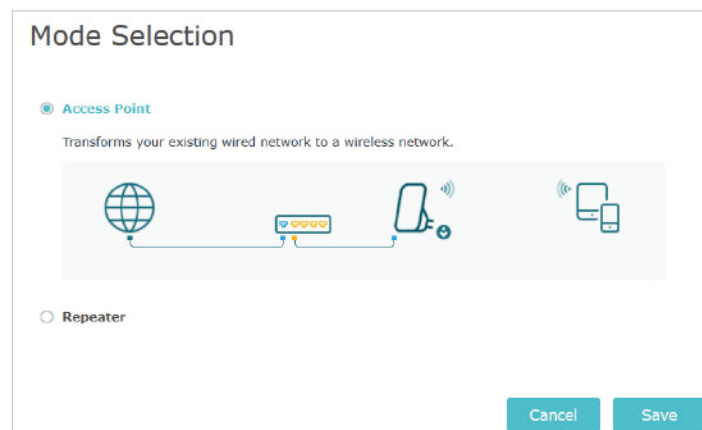 Mode Selection
Access Point
Transforms your existing wired network to a wireless network.
Repeater
Cancel Save